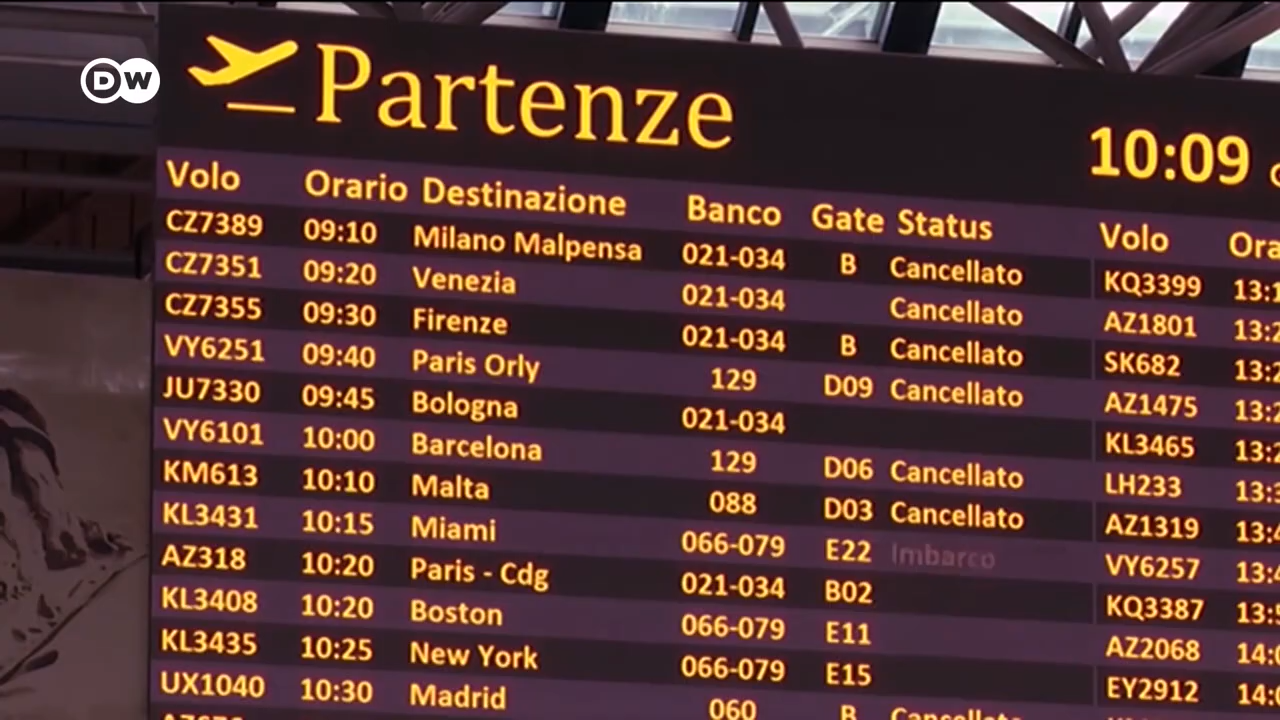 DW
Partenze
10:09
Volo Orario Destinazione Banco Gate Status Volo
CZ7389 09:10 Milano Malpensa 021-034 B Cancellato KQ3399
CZ7351 09:20 Venezia 021-034 Cancellato AZ1801
CZ7355 09:30 Firenze 021-034 B Cancellato SK682
VY6251 09:40 Paris Orly 129 D09 Cancellato AZ1475
JU7330 09:45 Bologna 021-034 KL3465
VY6101 10:00 Barcelona 129 D06 Cancellato LH233
KM613 10:10 Malta 088 D03 Cancellato AZ1319
KL3431 10:15 Miami 066-079 E22 Imbarco VY6257
AZ318 10:20 Paris - Cdg 021-034 B02 KQ3387
KL3408 10:20 Boston 066-079 E11 AZ2068
KL3435 10:25 New York 066-079 E15 EY2912
UX1040 10:30 Madrid 060 B Cancellato